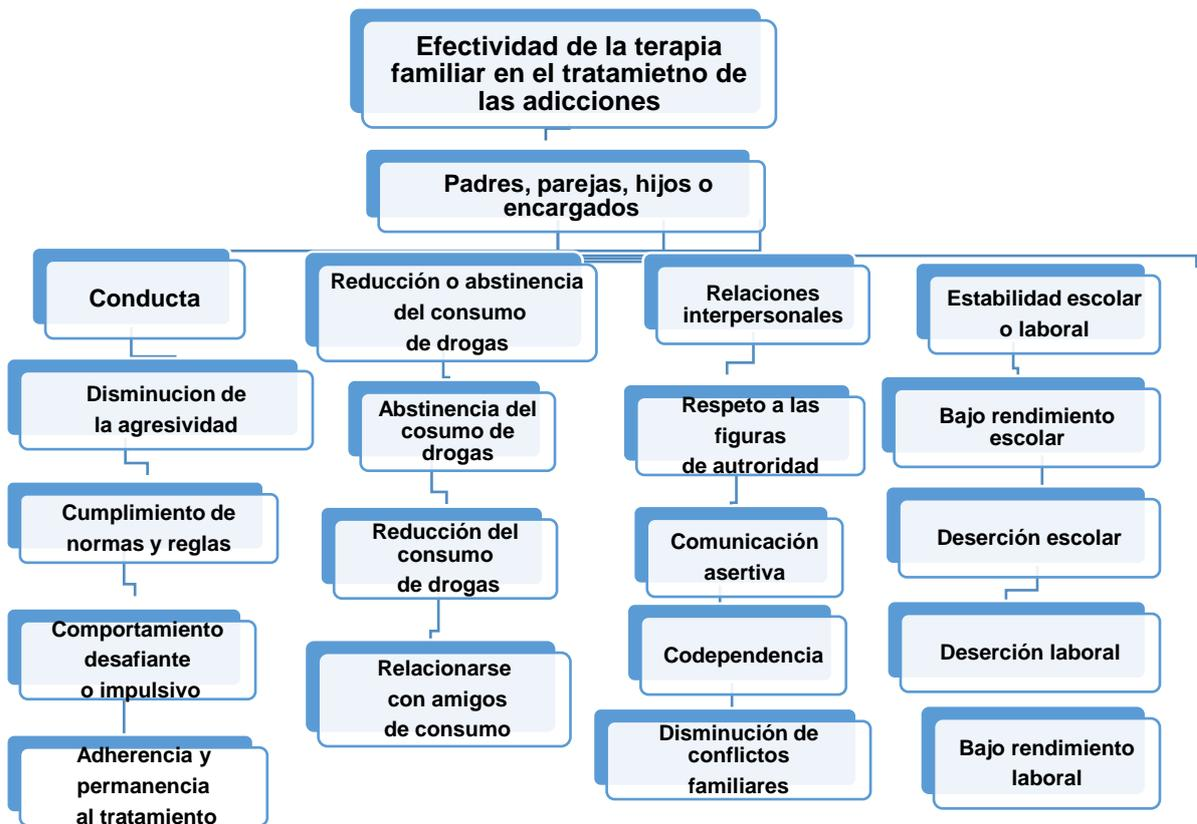 Efectividad de la terapia
familiar en el tratamietno de
las adicciones
Padres, parejas, hijos o
encargados
Conducta
Disminucion de
la agresividad
Cumplimiento de
normas y reglas
Comportamiento
desafiante
o impulsivo
Adherencia y
permanencia
al tratamiento
Reducción o abstinencia
del consumo
de drogas
Abstinencia del
cosumo de
drogas
Reducción del
consumo
de drogas
Relacionarse
con amigos
de consumo
Relaciones
interpersonales
Respeto a las
figuras
de autroridad
Comunicación
asertiva
Codependencia
Disminución de
conflictos
familiares
Estabilidad escolar
o laboral
Bajo rendimiento
escolar
Deserción escolar
Deserción laboral
Bajo rendimiento
laboral